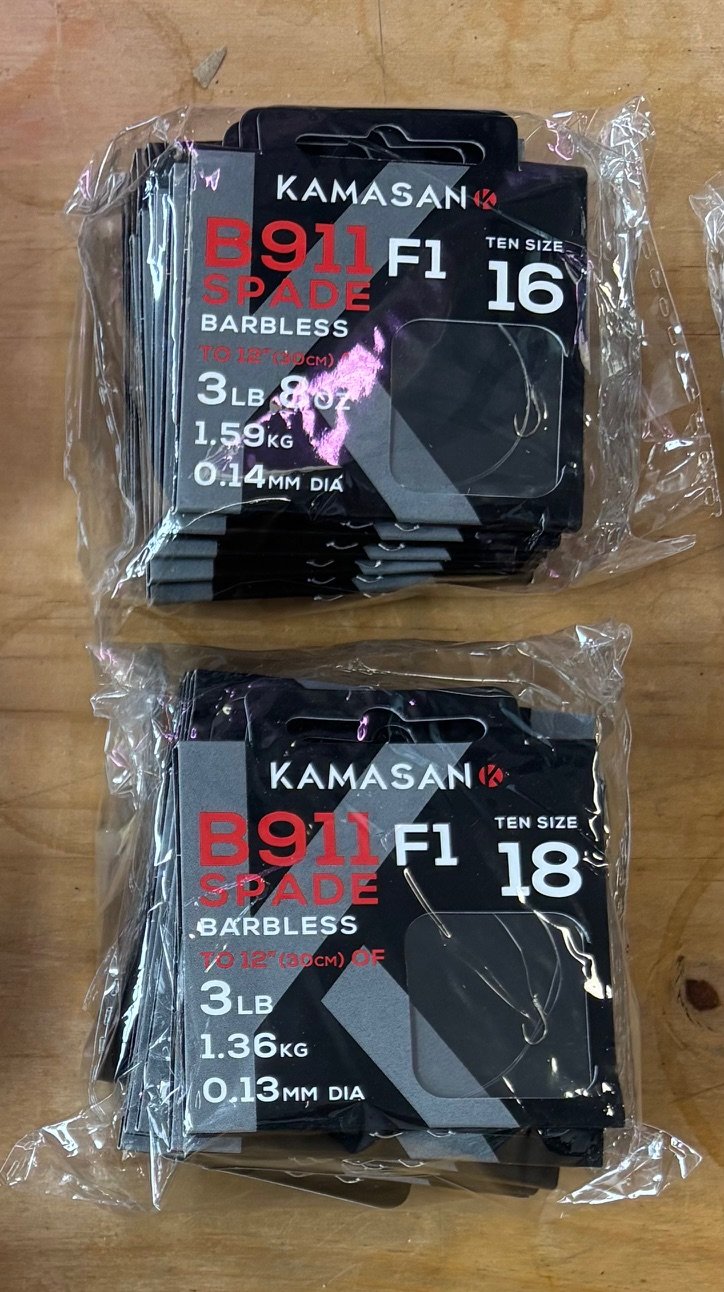 KAMASAN
B911 F1
SPADE
BARBLESS
TO 12" (30CM)
3LB 8OZ
1.59KG
0.14MM DIA
TEN SIZE
16
KAMASAN
B911 F1
SPADE
BARBLESS
TO 12" (30CM) OF
3LB
1.36KG
0.13MM DIA
TEN SIZE
18